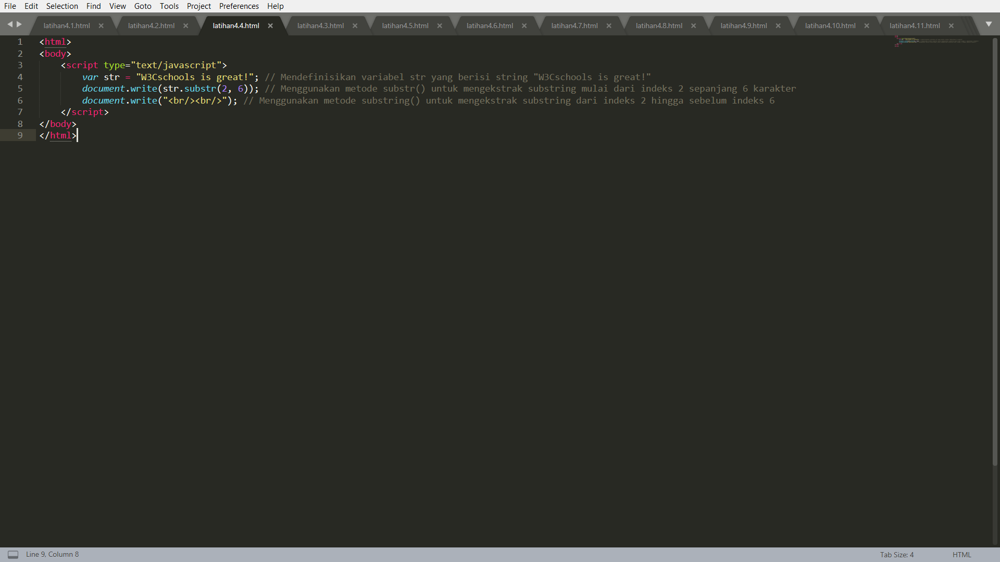 File Edit Selection Find View Goto Tools Project Preferences Help
latihan4.1.html latihan4.2.html latihan4.4.html latihan4.3.html latihan4.5.html latihan4.6.html latihan4.7.html latihan4.8.html latihan4.9.html latihan4.10.html latihan4.11.html
1 <html>
2 <body>
3 <script type="text/javascript">
4 var str = "W3Cschools is great!"; // Mendefinisikan variabel str yang berisi string "W3Cschools is great!"
5 document.write(str.substr(2, 6)); // Menggunakan metode substr() untuk mengekstrak substring mulai dari indeks 2 sepanjang 6 karakter
6 document.write("<br/><br/>"); // Menggunakan metode substring() untuk mengekstrak substring dari indeks 2 hingga sebelum indeks 6
7 </script>
8 </body>
9 </html>
Line 9, Column 8 Tab Size: 4 HTML